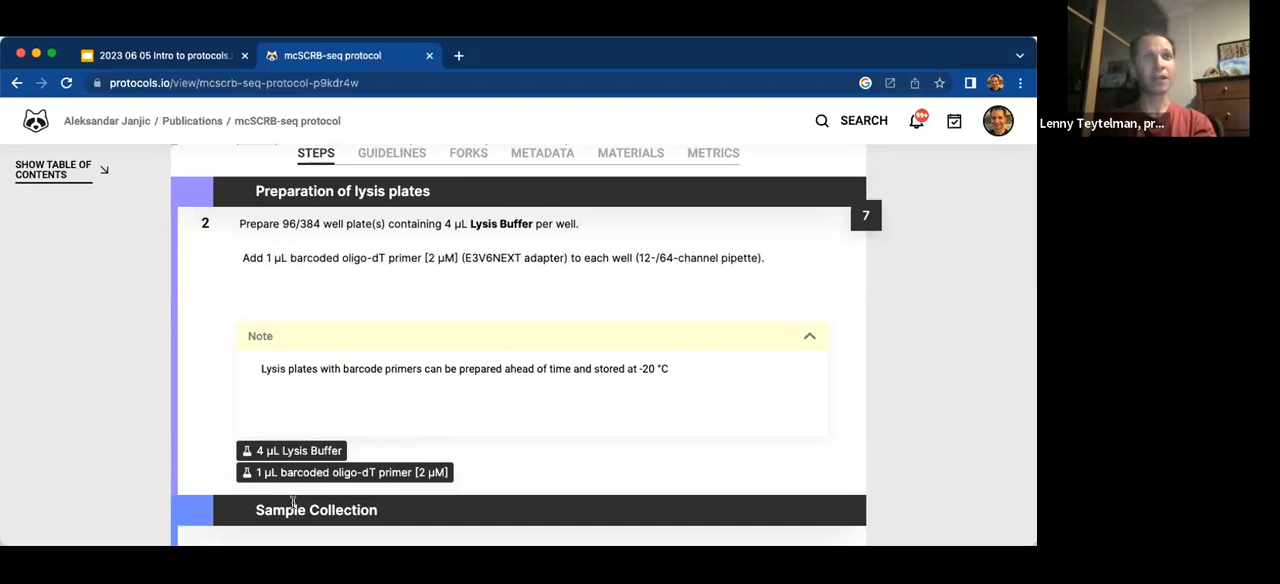 2023 06 05 Intro to protocols.
mcSCRB-seq protocol
protocols.io/view/mcscrb-seq-protocol-p9kdr4w
Lenny Teytelman, pr...
Aleksandar Janjic / Publications / mcSCRB-seq protocol
SEARCH
99+
SHOW TABLE OF
CONTENTS
STEPS GUIDELINES FORKS METADATA MATERIALS METRICS
Preparation of lysis plates
7
2 Prepare 96/384 well plate(s) containing 4 µL Lysis Buffer per well.
Add 1 µL barcoded oligo-dT primer [2 µM] (E3V6NEXT adapter) to each well (12-/64-channel pipette).
Note
Lysis plates with barcode primers can be prepared ahead of time and stored at -20 °C
4 µL Lysis Buffer
1 µL barcoded oligo-dT primer [2 µM]
Sample Collection